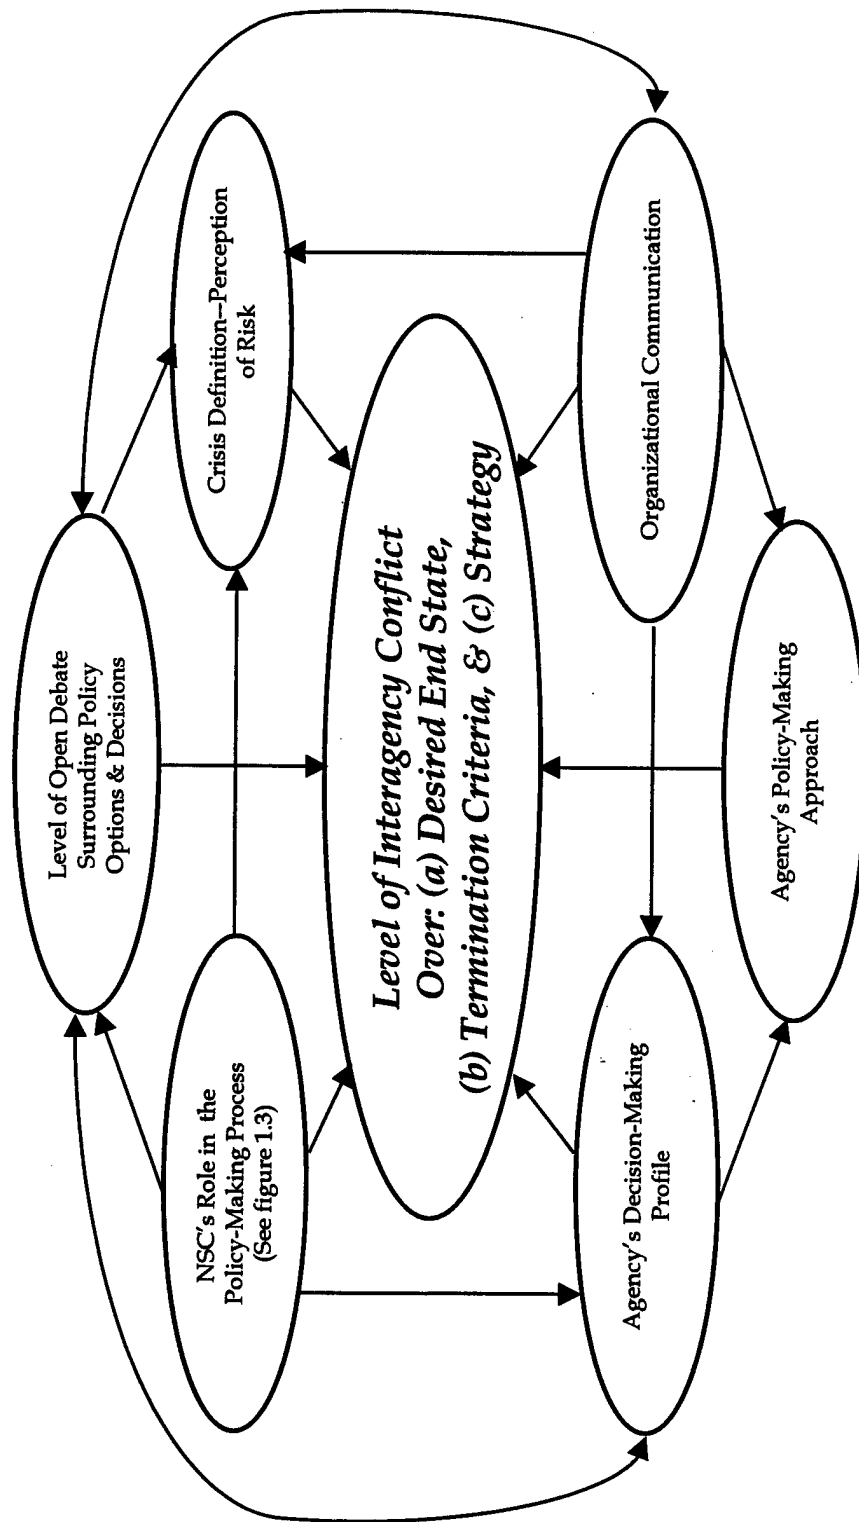 Level of Open Debate
Surrounding Policy
Options & Decisions
NSC's Role in the
Policy-Making Process
(See figure 1.3)
Crisis Definition--Perception
of Risk
Level of Interagency Conflict
Over: (a) Desired End State,
(b) Termination Criteria, & (c) Strategy
Agency's Decision-Making
Profile
Organizational Communication
Agency's Policy-Making
Approach